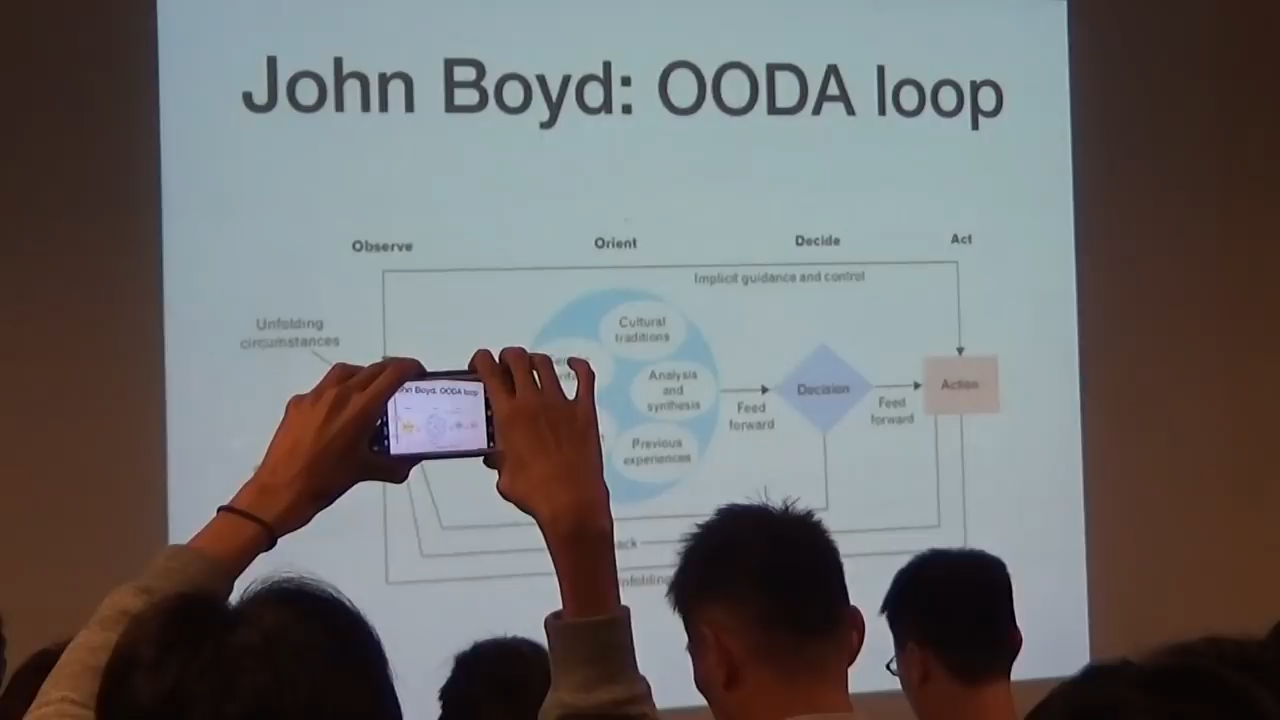 John Boyd: OODA loop
Observe
Orient
Decide
Act
Implicit guidance and control
Unfolding
circumstances
Cultural
traditions
Analysis
and
synthesis
Previous
experiences
Feed
forward
Decision
Feed
forward
Action
John Boyd: OODA loop